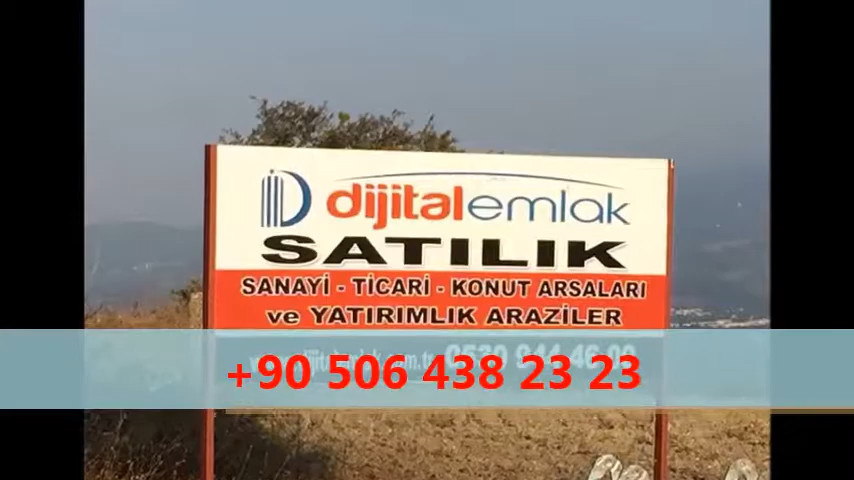 dijitalemlak
SATILIK
SANAYİ - TİCARİ - KONUT ARSALARI
ve YATIRIMLIK ARAZİLER
+90 506 438 23 23